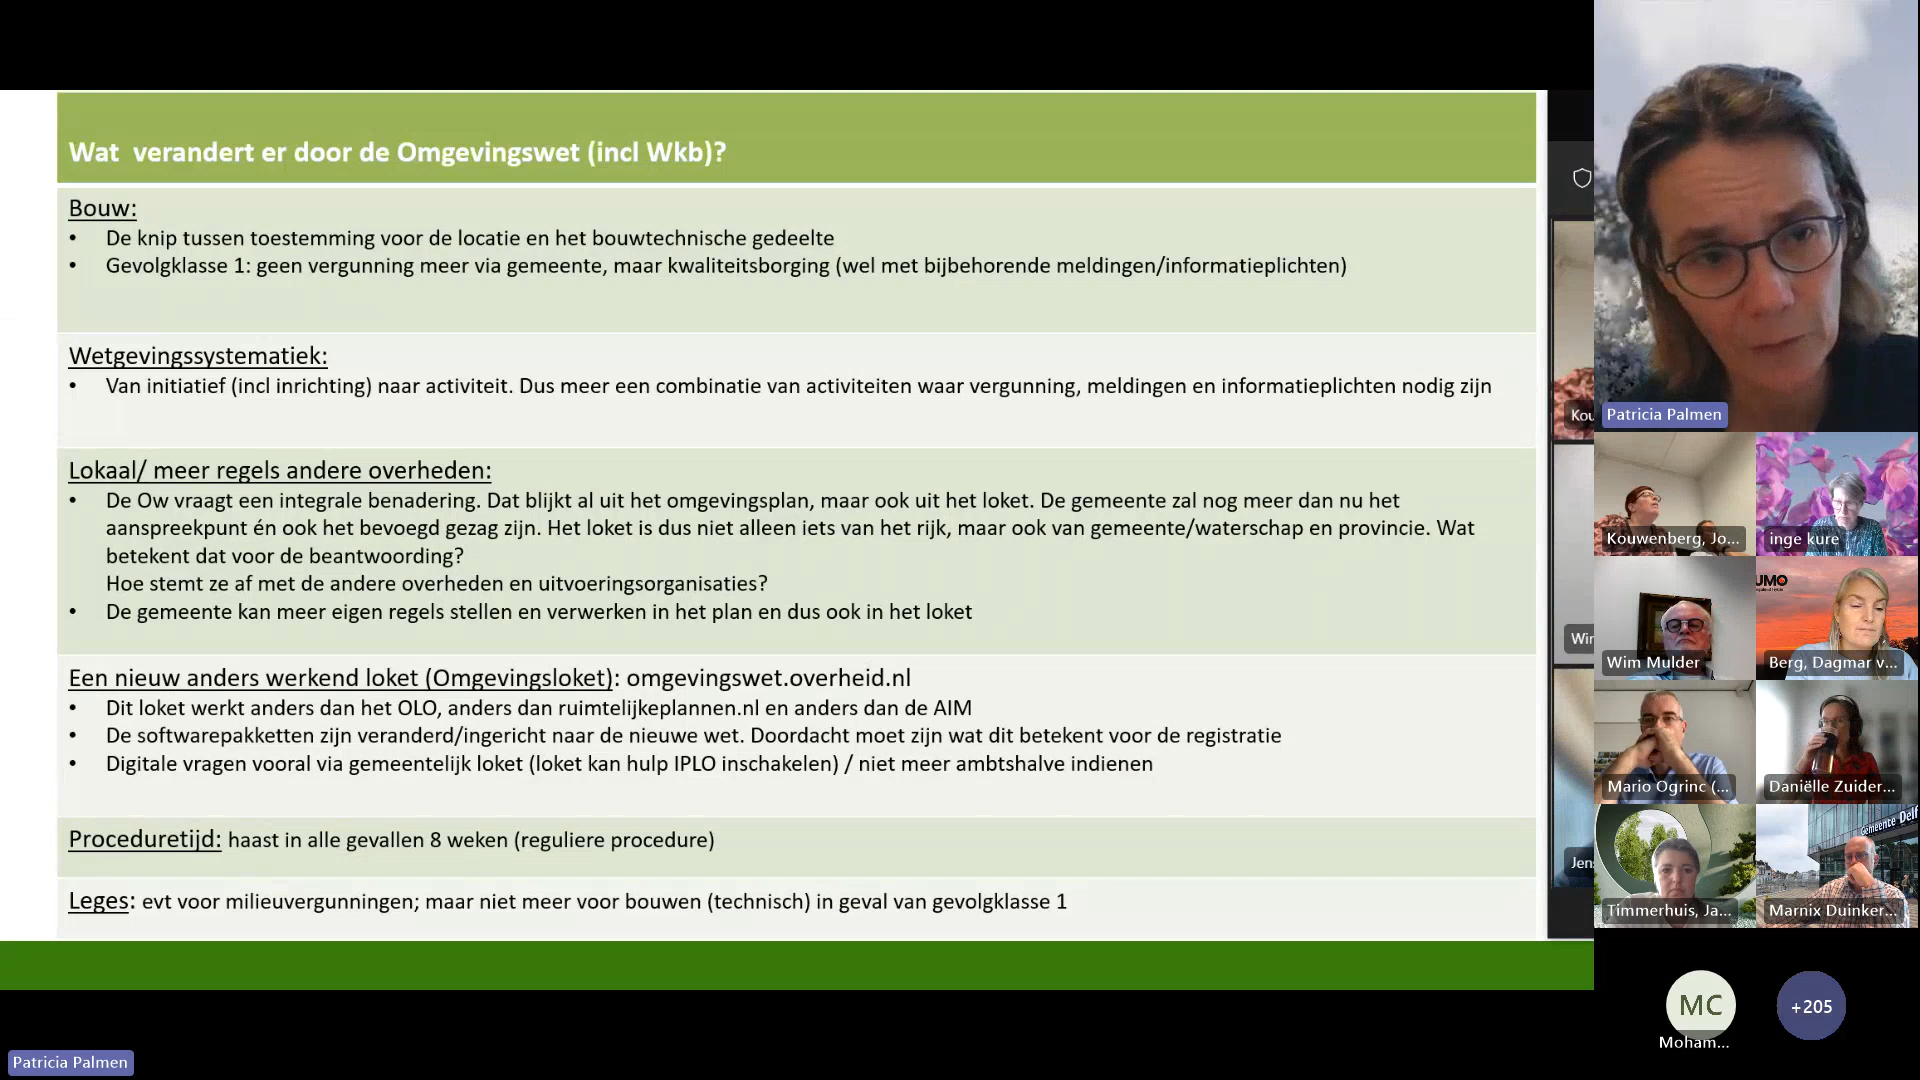 Wat  verandert er door de Omgevingswet (incl Wkb)?
Bouw:
• De knip tussen toestemming voor de locatie en het bouwtechnische gedeelte
• Gevolgklasse 1: geen vergunning meer via gemeente, maar kwaliteitsborging (wel met bijbehorende meldingen/informatieplichten)
Wetgevingssystematiek:
• Van initiatief (incl inrichting) naar activiteit. Dus meer een combinatie van activiteiten waar vergunning, meldingen en informatieplichten nodig zijn
Lokaal/ meer regels andere overheden:
• De Ow vraagt een integrale benadering. Dat blijkt al uit het omgevingsplan, maar ook uit het loket. De gemeente zal nog meer dan nu het
aanspreekpunt én ook het bevoegd gezag zijn. Het loket is dus niet alleen iets van het rijk, maar ook van gemeente/waterschap en provincie. Wat
betekent dat voor de beantwoording?
Hoe stemt ze af met de andere overheden en uitvoeringsorganisaties?
• De gemeente kan meer eigen regels stellen en verwerken in het plan en dus ook in het loket
Een nieuw anders werkend loket (Omgevingsloket): omgevingswet.overheid.nl
• Dit loket werkt anders dan het OLO, anders dan ruimtelijkeplannen.nl en anders dan de AIM
• De softwarepakketten zijn veranderd/ingericht naar de nieuwe wet. Doordacht moet zijn wat dit betekent voor de registratie
• Digitale vragen vooral via gemeentelijk loket (loket kan hulp IPLO inschakelen) / niet meer ambtshalve indienen
Proceduretijd: haast in alle gevallen 8 weken (reguliere procedure)
Leges: evt voor milieuvergunningen; maar niet meer voor bouwen (technisch) in geval van gevolgklasse 1
Kou
Wir
Jen
Patricia Palmen
Kouwenberg, Jo...
inge kure
UMO
Wim Mulder
Berg, Dagmar v...
Mario Ogrinc (...
Daniëlle Zuider...
Gemeente Delf
Timmerhuis, Ja...
Marnix Duinker...
MC
+205
Moham...
Patricia Palmen